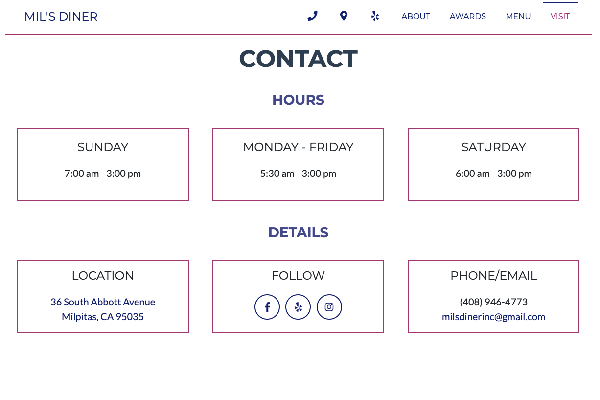 MIL'S DINER
ABOUT AWARDS MENU VISIT
CONTACT
HOURS
SUNDAY
7:00 am 3:00 pm
MONDAY - FRIDAY
5:30 am 3:00 pm
SATURDAY
6:00 am 3:00 pm
DETAILS
LOCATION
36 South Abbott Avenue
Milpitas, CA 95035
FOLLOW
PHONE/EMAIL
(408) 946-4773
milsdinerinc@gmail.com